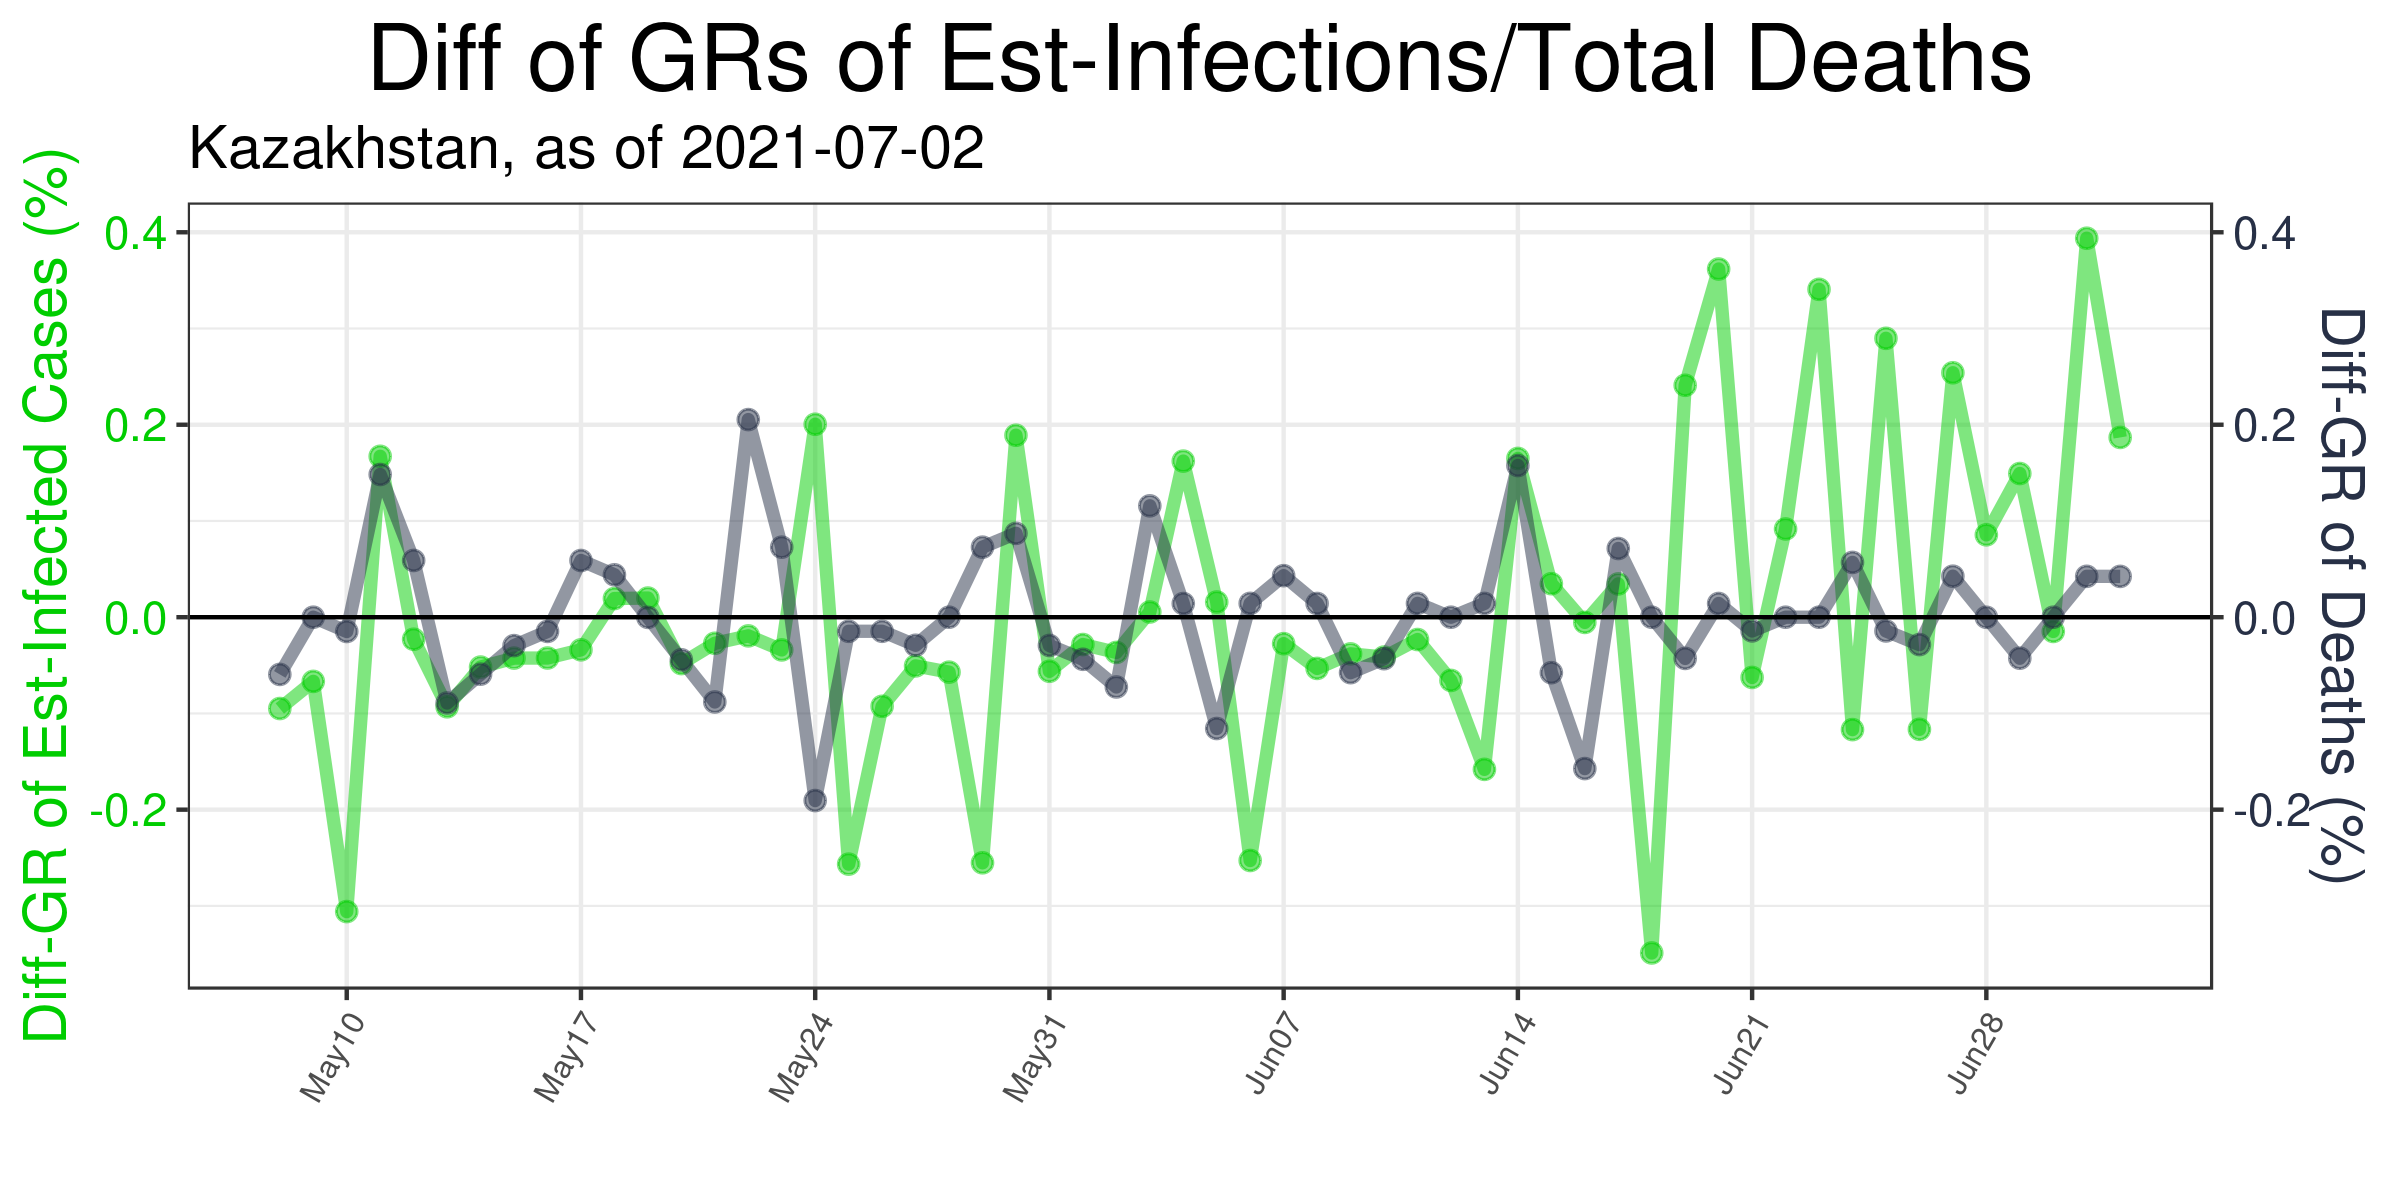 Diff of GRs of Est-Infections/Total Deaths
Kazakhstan, as of 2021-07-02
Diff-GR of Est-Infected Cases (%)
0.4
0.2
0.0
-0.2
0.4
0.2
0.0
-0.2
Diff-GR of Deaths (%)
May10
May17
May24
May31
Jun07
Jun14
Jun21
Jun28